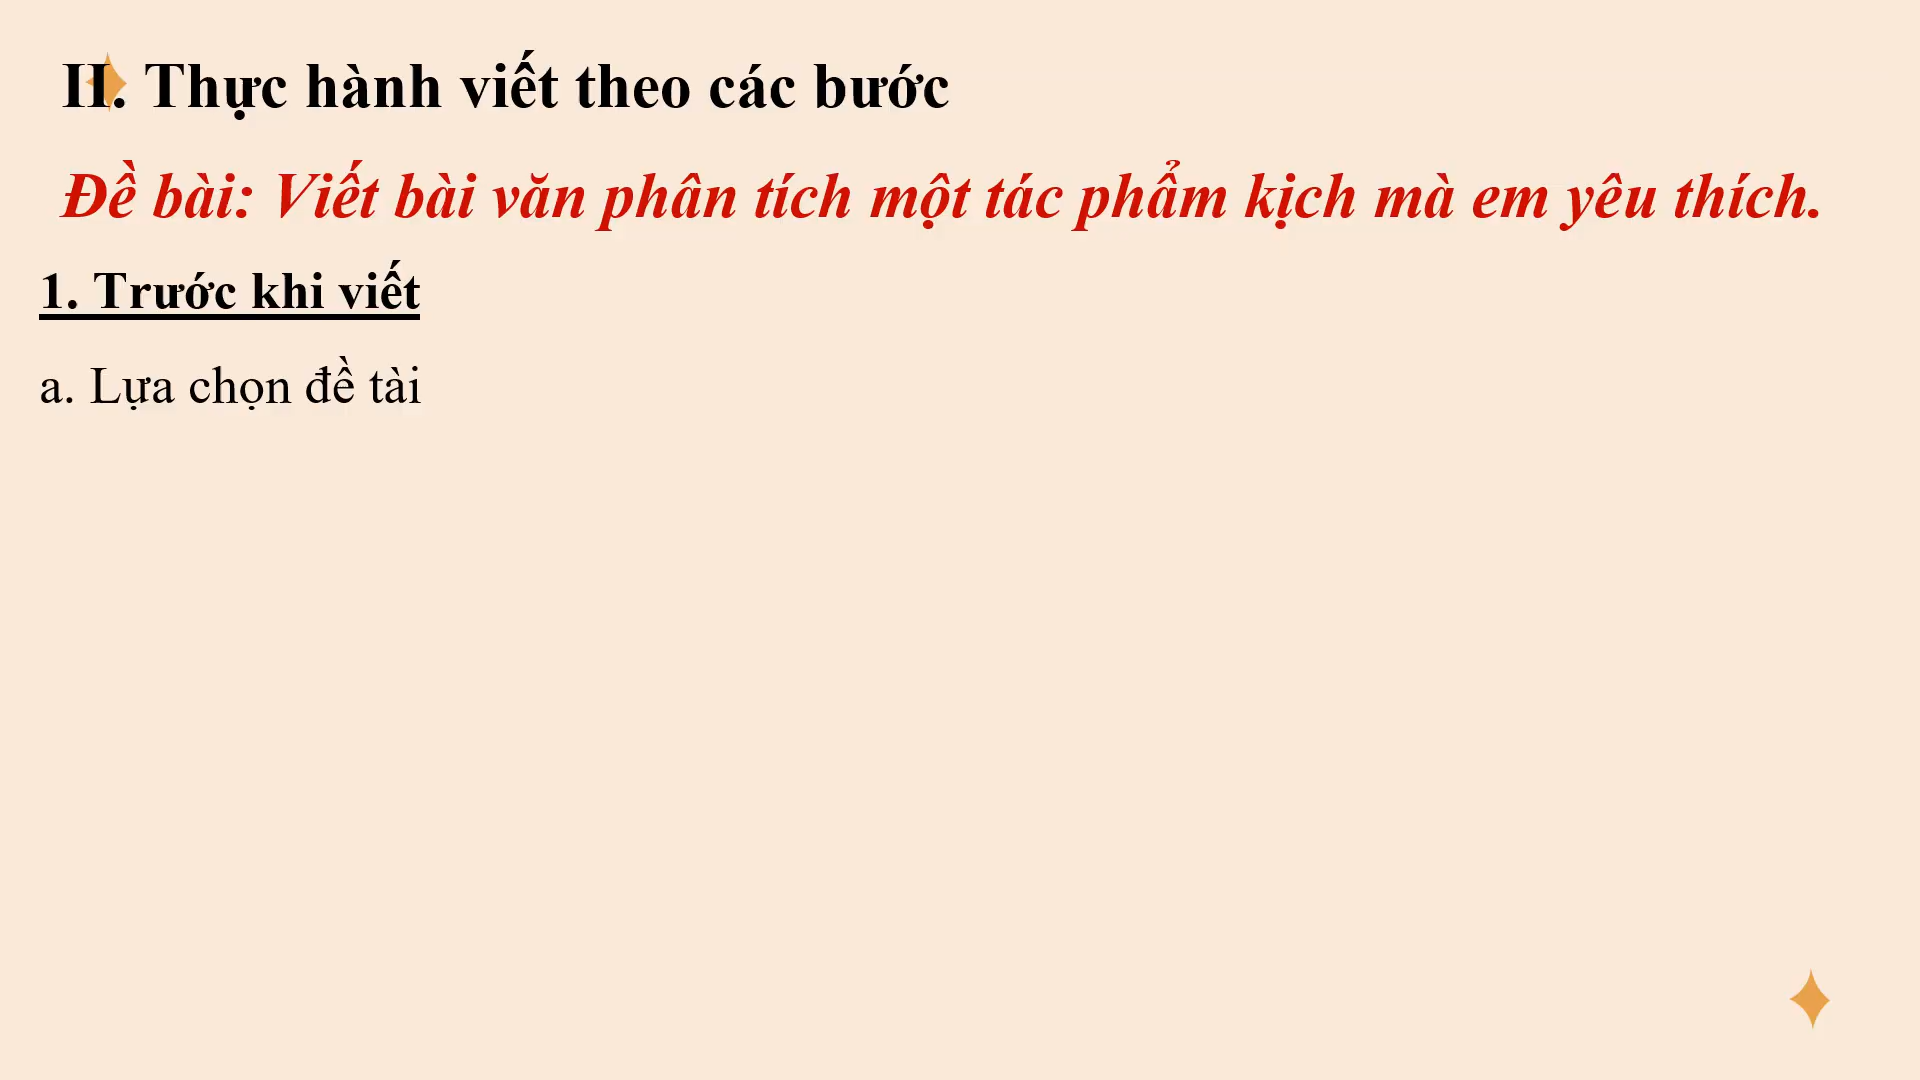 II. Thực hành viết theo các bước
Đề bài: Viết bài văn phân tích một tác phẩm kịch mà em yêu thích.
1. Trước khi viết
a. Lựa chọn đề tài